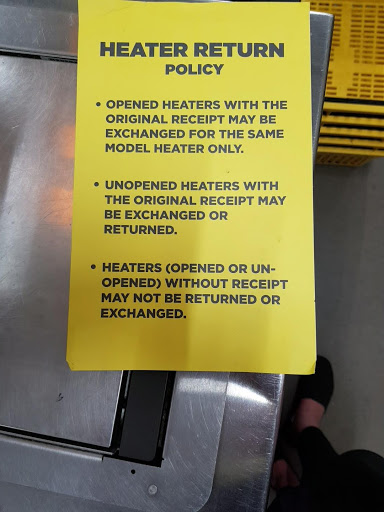 HEATER RETURN
POLICY
• OPENED HEATERS WITH THE
ORIGINAL RECEIPT MAY BE
EXCHANGED FOR THE SAME
MODEL HEATER ONLY.
• UNOPENED HEATERS WITH
THE ORIGINAL RECEIPT MAY
BE EXCHANGED OR
RETURNED.
• HEATERS (OPENED OR UN-
OPENED) WITHOUT RECEIPT
MAY NOT BE RETURNED OR
EXCHANGED.